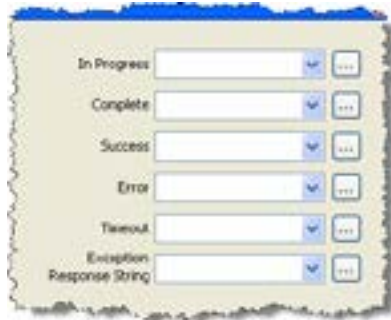 In Progress
Complete
Success
Error
Timeout
Exception
Response String